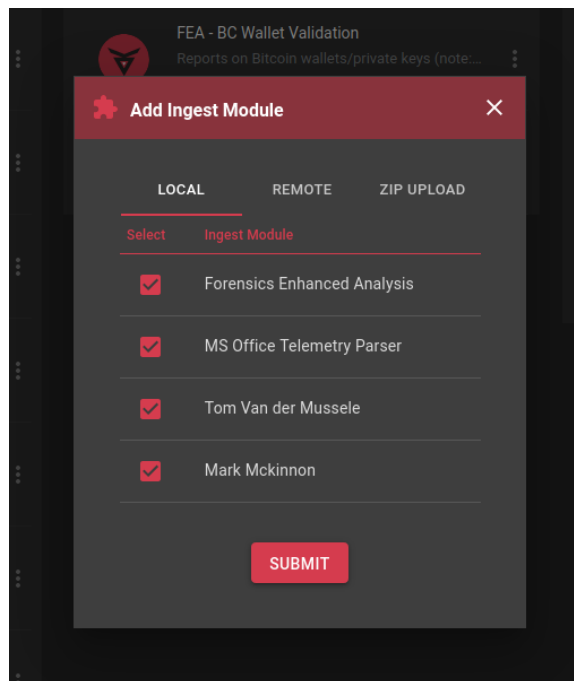 FEA - BC Wallet Validation
Reports on Bitcoin wallets/private keys (note:...
Add Ingest Module
LOCAL REMOTE ZIP UPLOAD
Select Ingest Module
Forensics Enhanced Analysis
MS Office Telemetry Parser
Tom Van der Mussele
Mark Mckinnon
SUBMIT